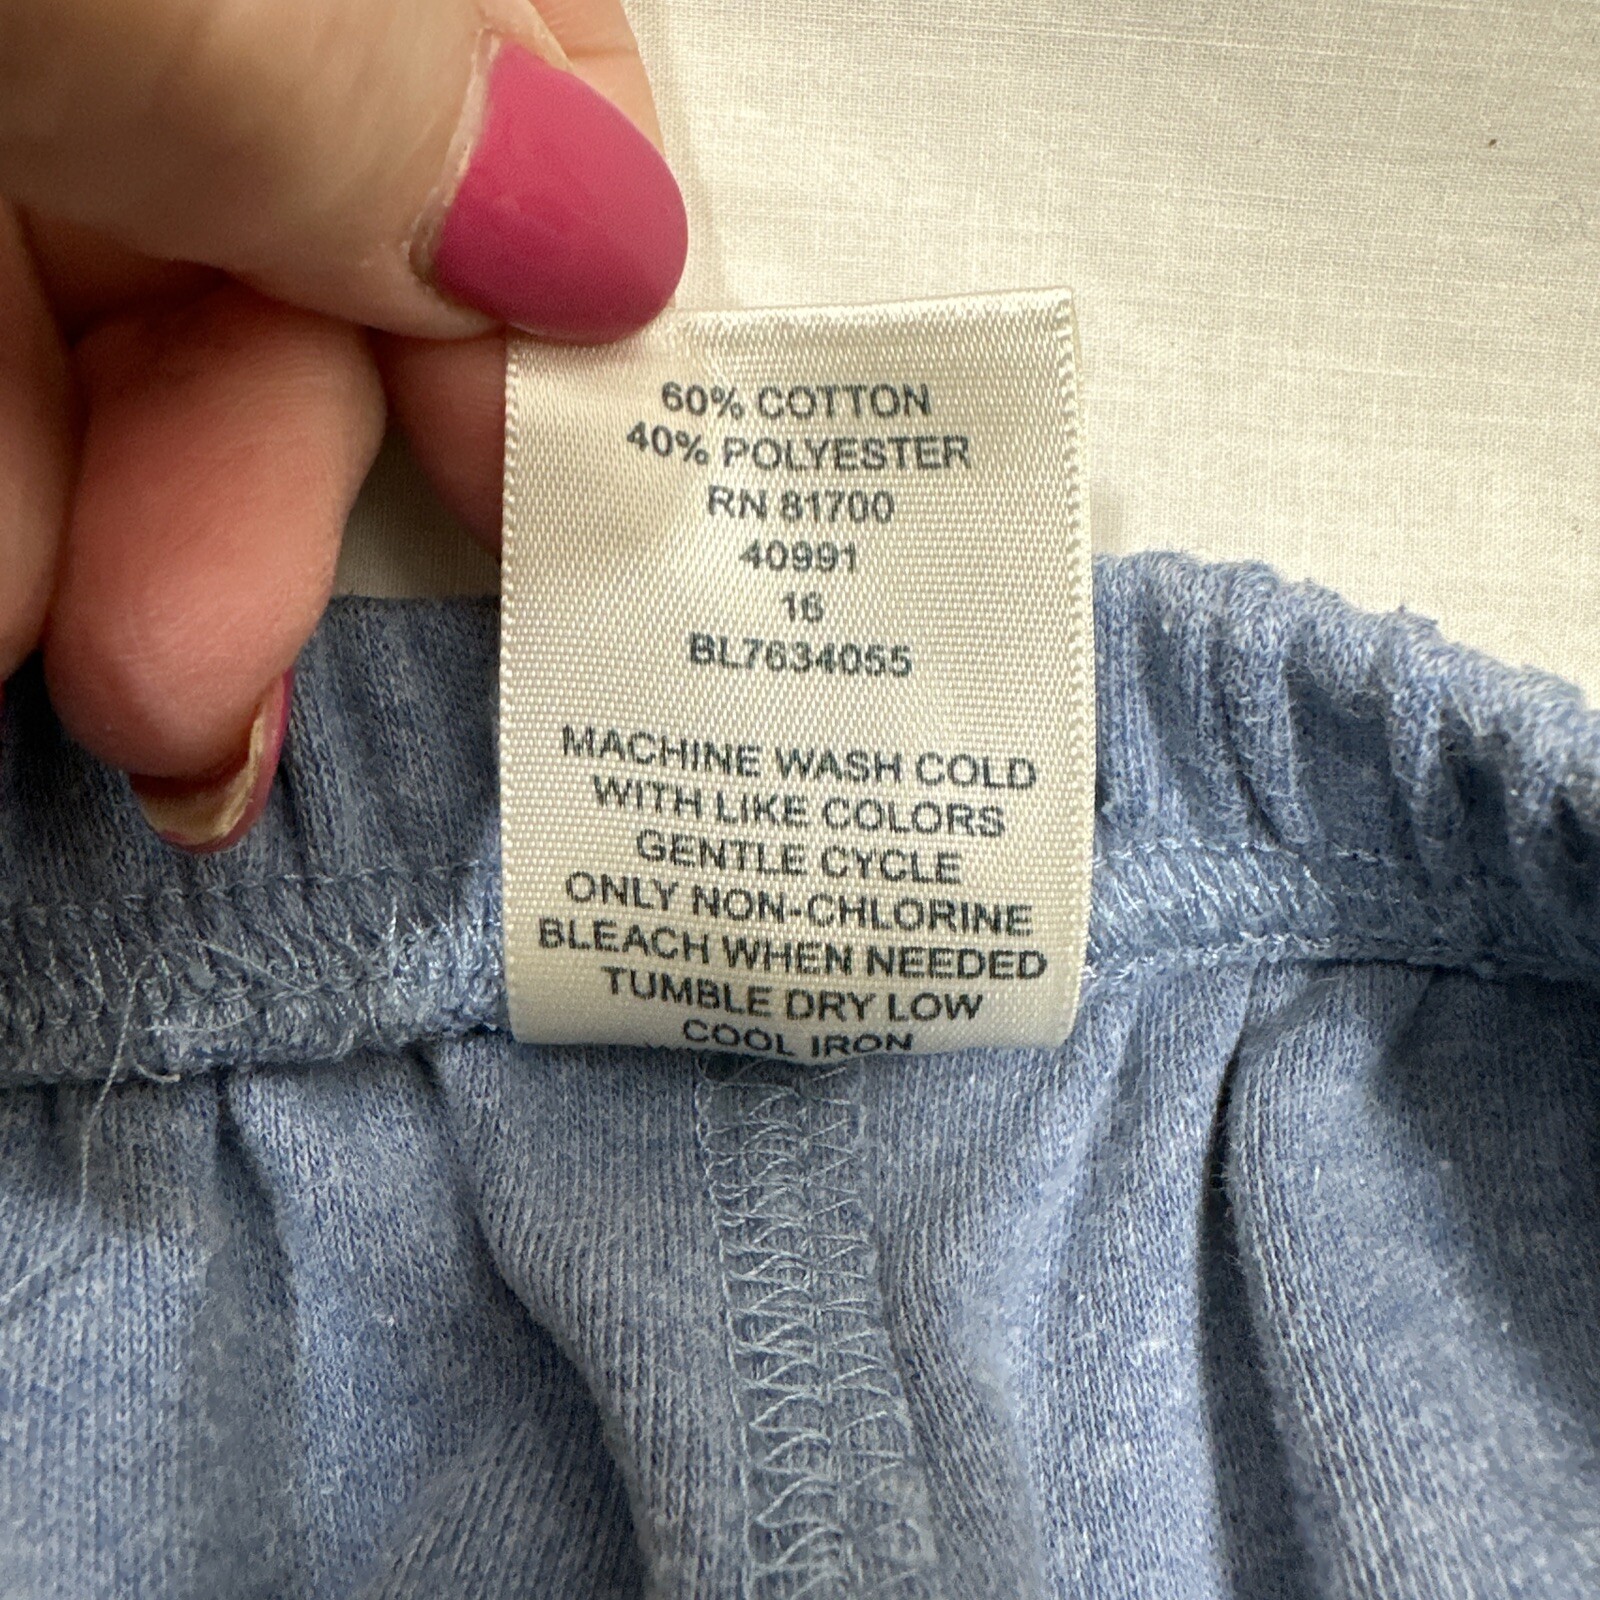 60% COTTON
40% POLYESTER
RN 81700
40991
16
BL7634055
MACHINE WASH COLD
WITH LIKE COLORS
GENTLE CYCLE
ONLY NON-CHLORINE
BLEACH WHEN NEEDED
TUMBLE DRY LOW
COOL IRON